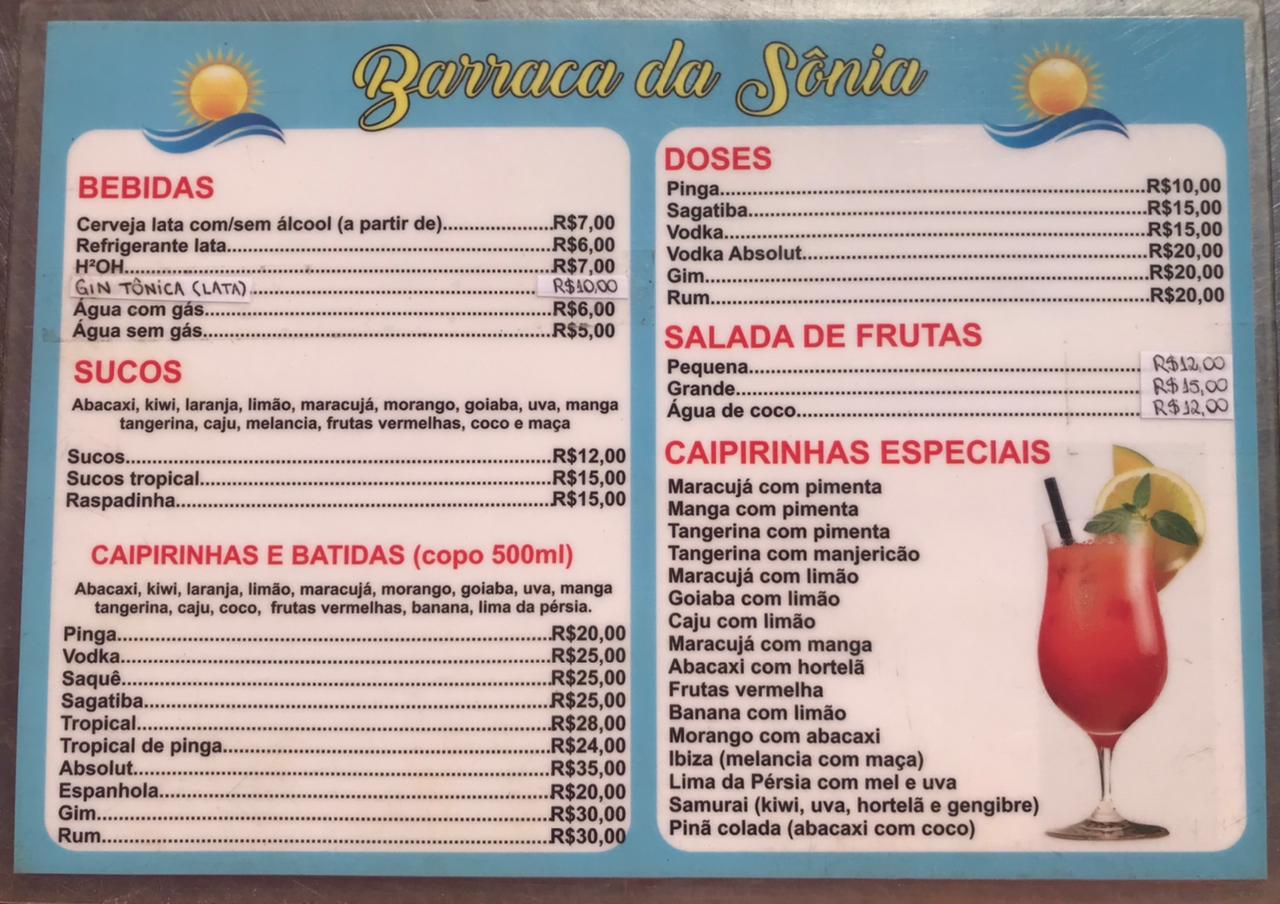 Barraca da Sônia
BEBIDAS
Cerveja lata com/sem álcool (a partir de)......................R$7,00
Refrigerante lata................................................................R$6,00
H²OH....................................................................................R$7,00
GIN TÔNICA (LATA)............................................................R$10,00
Água com gás.....................................................................R$6,00
Água sem gás.....................................................................R$5,00
SUCOS
Abacaxi, kiwi, laranja, limão, maracujá, morango, goiaba, uva, manga
tangerina, caju, melancia, frutas vermelhas, coco e maça
Sucos...................................................................................R$12,00
Sucos tropical......................................................................R$15,00
Raspadinha..........................................................................R$15,00
CAIPIRINHAS E BATIDAS (copo 500ml)
Abacaxi, kiwi, laranja, limão, maracujá, morango, goiaba, uva, manga
tangerina, caju, coco, frutas vermelhas, banana, lima da pérsia.
Pinga....................................................................................R$20,00
Vodka...................................................................................R$25,00
Saquê...................................................................................R$25,00
Sagatiba...............................................................................R$25,00
Tropical................................................................................R$28,00
Tropical de pinga..................................................................R$24,00
Absolut.................................................................................R$35,00
Espanhola............................................................................R$20,00
Gim......................................................................................R$30,00
Rum.....................................................................................R$30,00
DOSES
Pinga....................................................................................R$10,00
Sagatiba...............................................................................R$15,00
Vodka...................................................................................R$15,00
Vodka Absolut......................................................................R$20,00
Gim......................................................................................R$20,00
Rum.....................................................................................R$20,00
SALADA DE FRUTAS
Pequena...............................................................................R$12,00
Grande.................................................................................R$15,00
Água de coco.......................................................................R$12,00
CAIPIRINHAS ESPECIAIS
Maracujá com pimenta
Manga com pimenta
Tangerina com pimenta
Tangerina com manjericão
Maracujá com limão
Goiaba com limão
Caju com limão
Maracujá com manga
Abacaxi com hortelã
Frutas vermelha
Banana com limão
Morango com abacaxi
Ibiza (melancia com maça)
Lima da Pérsia com mel e uva
Samurai (kiwi, uva, hortelã e gengibre)
Pinã colada (abacaxi com coco)